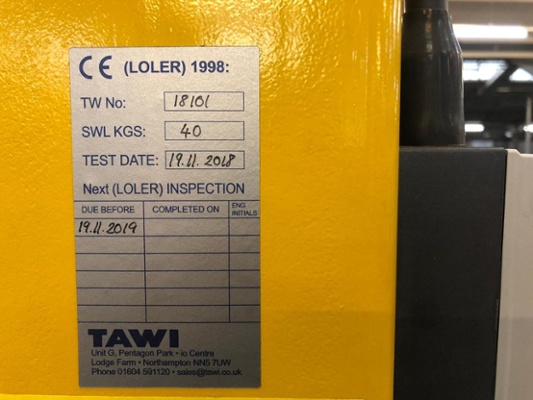 CE (LOLER) 1998:
TW No: 18101
SWL KGS: 40
TEST DATE: 19.11.2018
Next (LOLER) INSPECTION
DUE BEFORE COMPLETED ON ENG INITIALS
19.11.2019
TAWI
Unit G, Pentagon Park • io Centre
Lodge Farm • Northampton NN5 7UW
Phone 01604 591120 • sales@tawi.co.uk